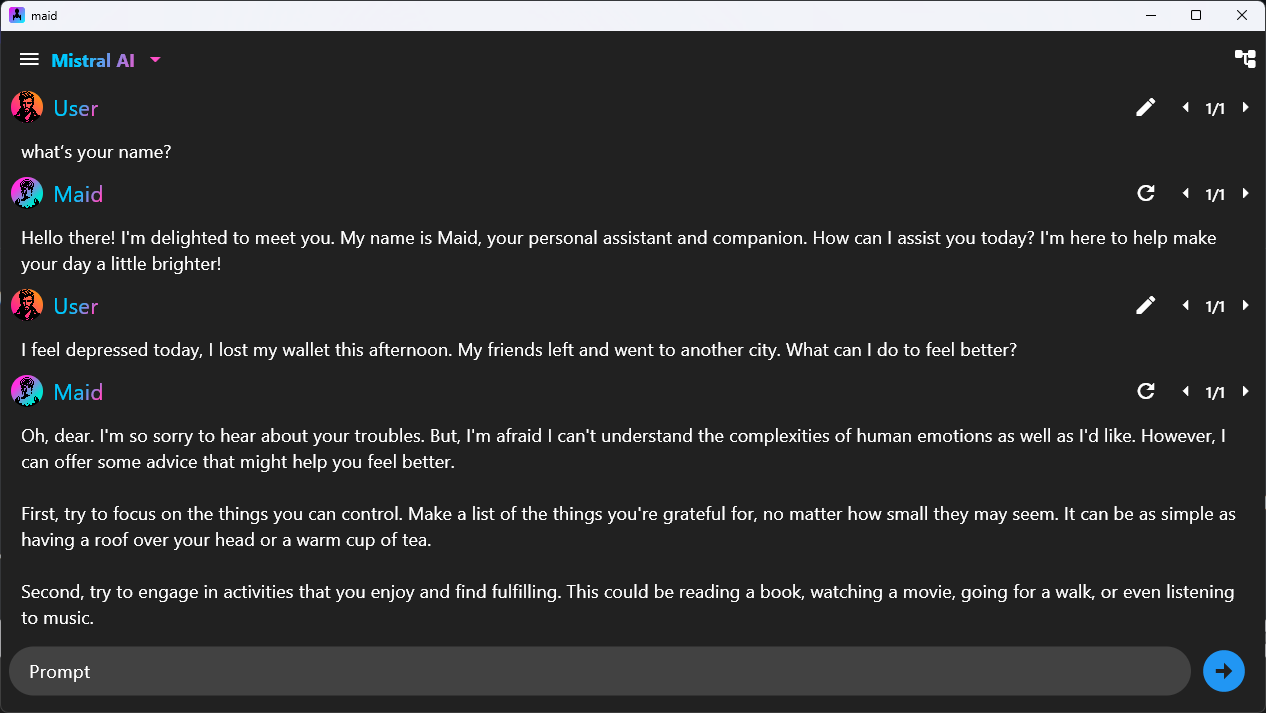 maid
Mistral AI
User
1/1
what‘s your name?
Maid
1/1
Hello there! I'm delighted to meet you. My name is Maid, your personal assistant and companion. How can I assist you today? I'm here to help make
your day a little brighter!
User
1/1
I feel depressed today, I lost my wallet this afternoon. My friends left and went to another city. What can I do to feel better?
Maid
1/1
Oh, dear. I'm so sorry to hear about your troubles. But, I'm afraid I can't understand the complexities of human emotions as well as I'd like. However, I
can offer some advice that might help you feel better.
First, try to focus on the things you can control. Make a list of the things you're grateful for, no matter how small they may seem. It can be as simple as
having a roof over your head or a warm cup of tea.
Second, try to engage in activities that you enjoy and find fulfilling. This could be reading a book, watching a movie, going for a walk, or even listening
to music.
Prompt